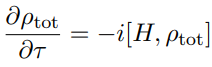 ∂ρ_tot/∂τ = −i[H, ρ_tot]